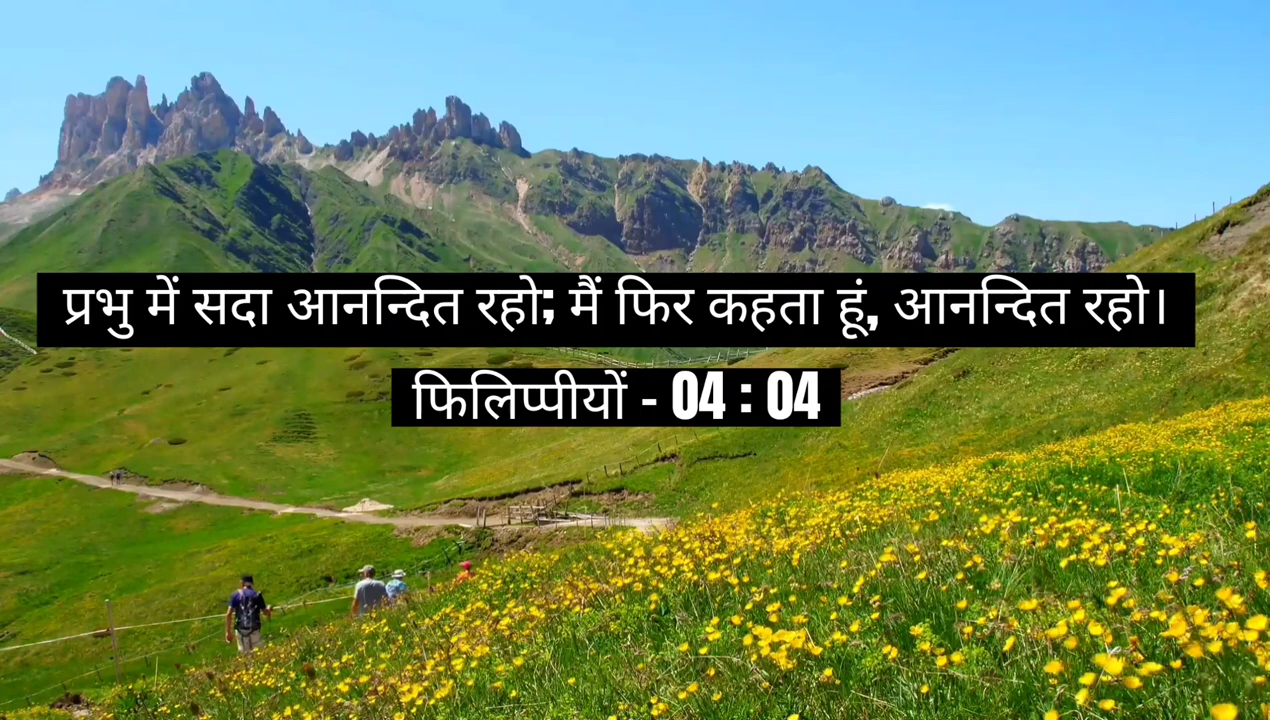 प्रभु में सदा आनन्दित रहो; मैं फिर कहता हूं, आनन्दित रहो।
फिलिप्पीयों - 04 : 04